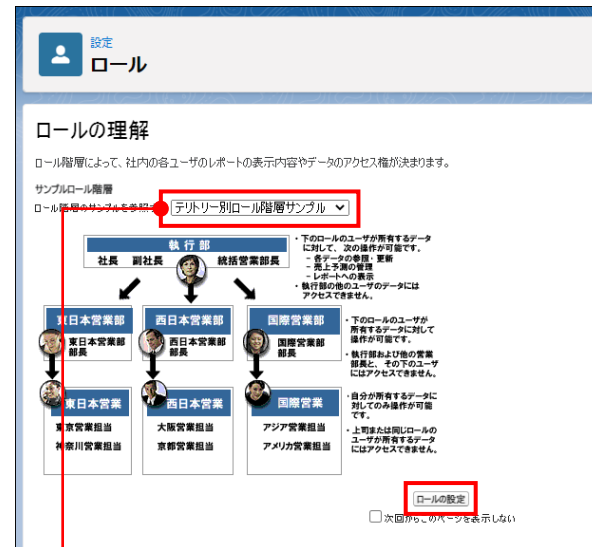 設定
ロール
ロールの理解
ロール階層によって、社内の各ユーザのレポートの表示内容やデータのアクセス権が決まります。
サンプルロール階層
ロール階層のサンプルを参照
テリトリー別ロール階層サンプル
執行部
社長 副社長 統括営業部長
・下のロールのユーザが所有するデータ
に対して、次の操作が可能です。
- 各データの参照・更新
- 売上予測の管理
- レポートへの表示
・執行部の他のユーザのデータには
アクセスできません。
東日本営業部 西日本営業部 国際営業部
東日本営業部
部長
西日本営業部
部長
国際営業部
部長
・下のロールのユーザが
所有するデータに対して
操作が可能です。
・執行部および他の営業
部長と、その下のユーザ
にはアクセスできません。
東日本営業 西日本営業 国際営業
東京営業担当 大阪営業担当 アジア営業担当
神奈川営業担当 京都営業担当 アメリカ営業担当
・自分が所有するデータに
対してのみ操作が可能
です。
・上司または同じロールの
ユーザが所有するデータ
にはアクセスできません。
ロールの設定
次回からこのページを表示しない